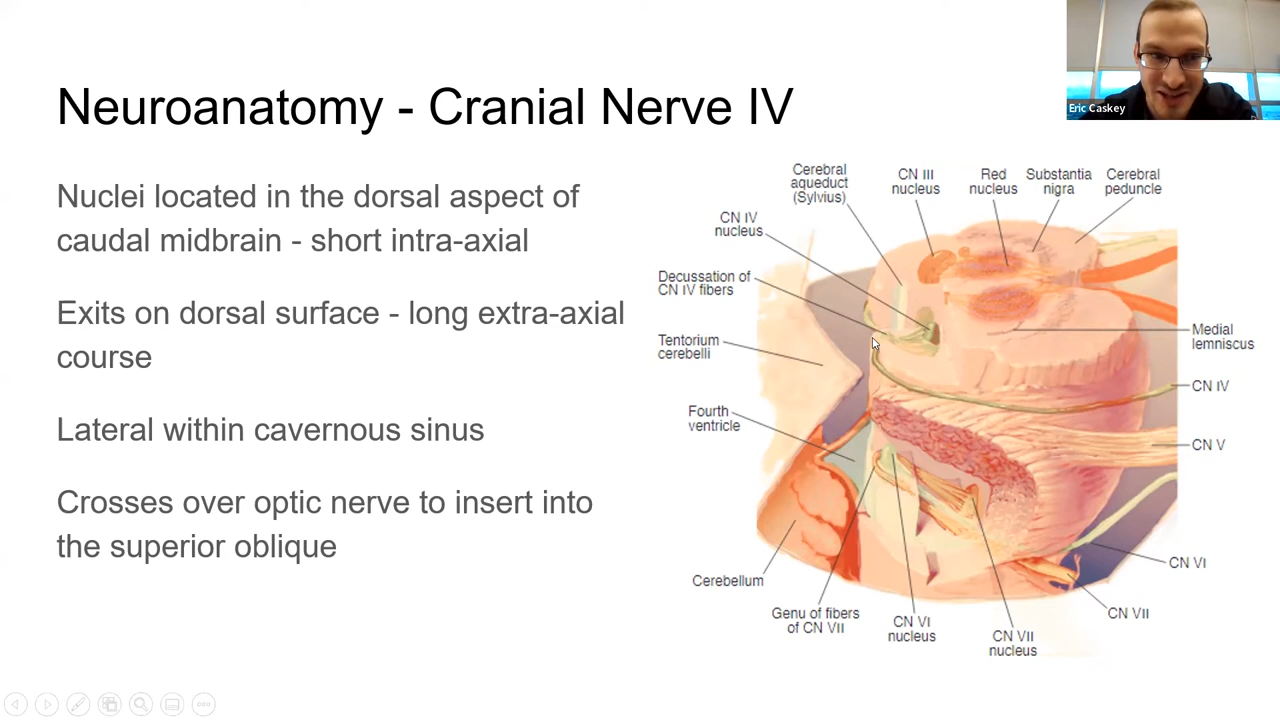 Neuroanatomy - Cranial Nerve IV
Eric Caskey
Nuclei located in the dorsal aspect of
caudal midbrain - short intra-axial
Exits on dorsal surface - long extra-axial
course
Lateral within cavernous sinus
Crosses over optic nerve to insert into
the superior oblique
Cerebral
aqueduct
(Sylvius)
CN III
nucleus
Red
nucleus
Substantia
nigra
Cerebral
peduncle
CN IV
nucleus
Decussation of
CN IV fibers
Tentorium
cerebelli
Fourth
ventricle
Medial
lemniscus
CN IV
CN V
Cerebellum
Genu of fibers
of CN VII
CN VI
nucleus
CN VII
nucleus
CN VI
CN VII